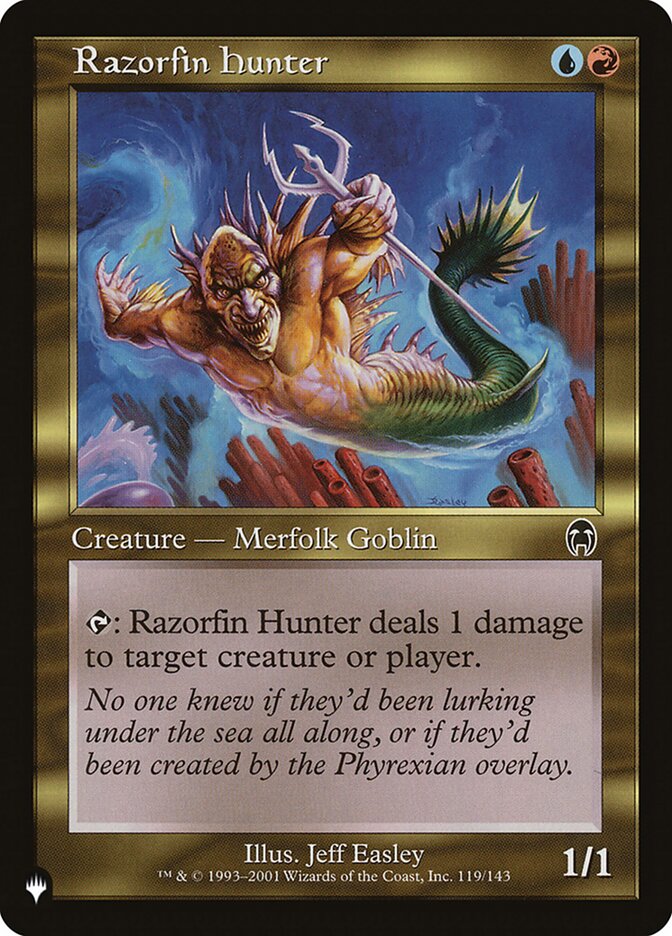 Razorfin Hunter
JEasley
Creature — Merfolk Goblin
: Razorfin Hunter deals 1 damage
to target creature or player.
No one knew if they'd been lurking
under the sea all along, or if they'd
been created by the Phyrexian overlay.
Illus. Jeff Easley
™ & © 1993–2001 Wizards of the Coast, Inc. 119/143
1/1